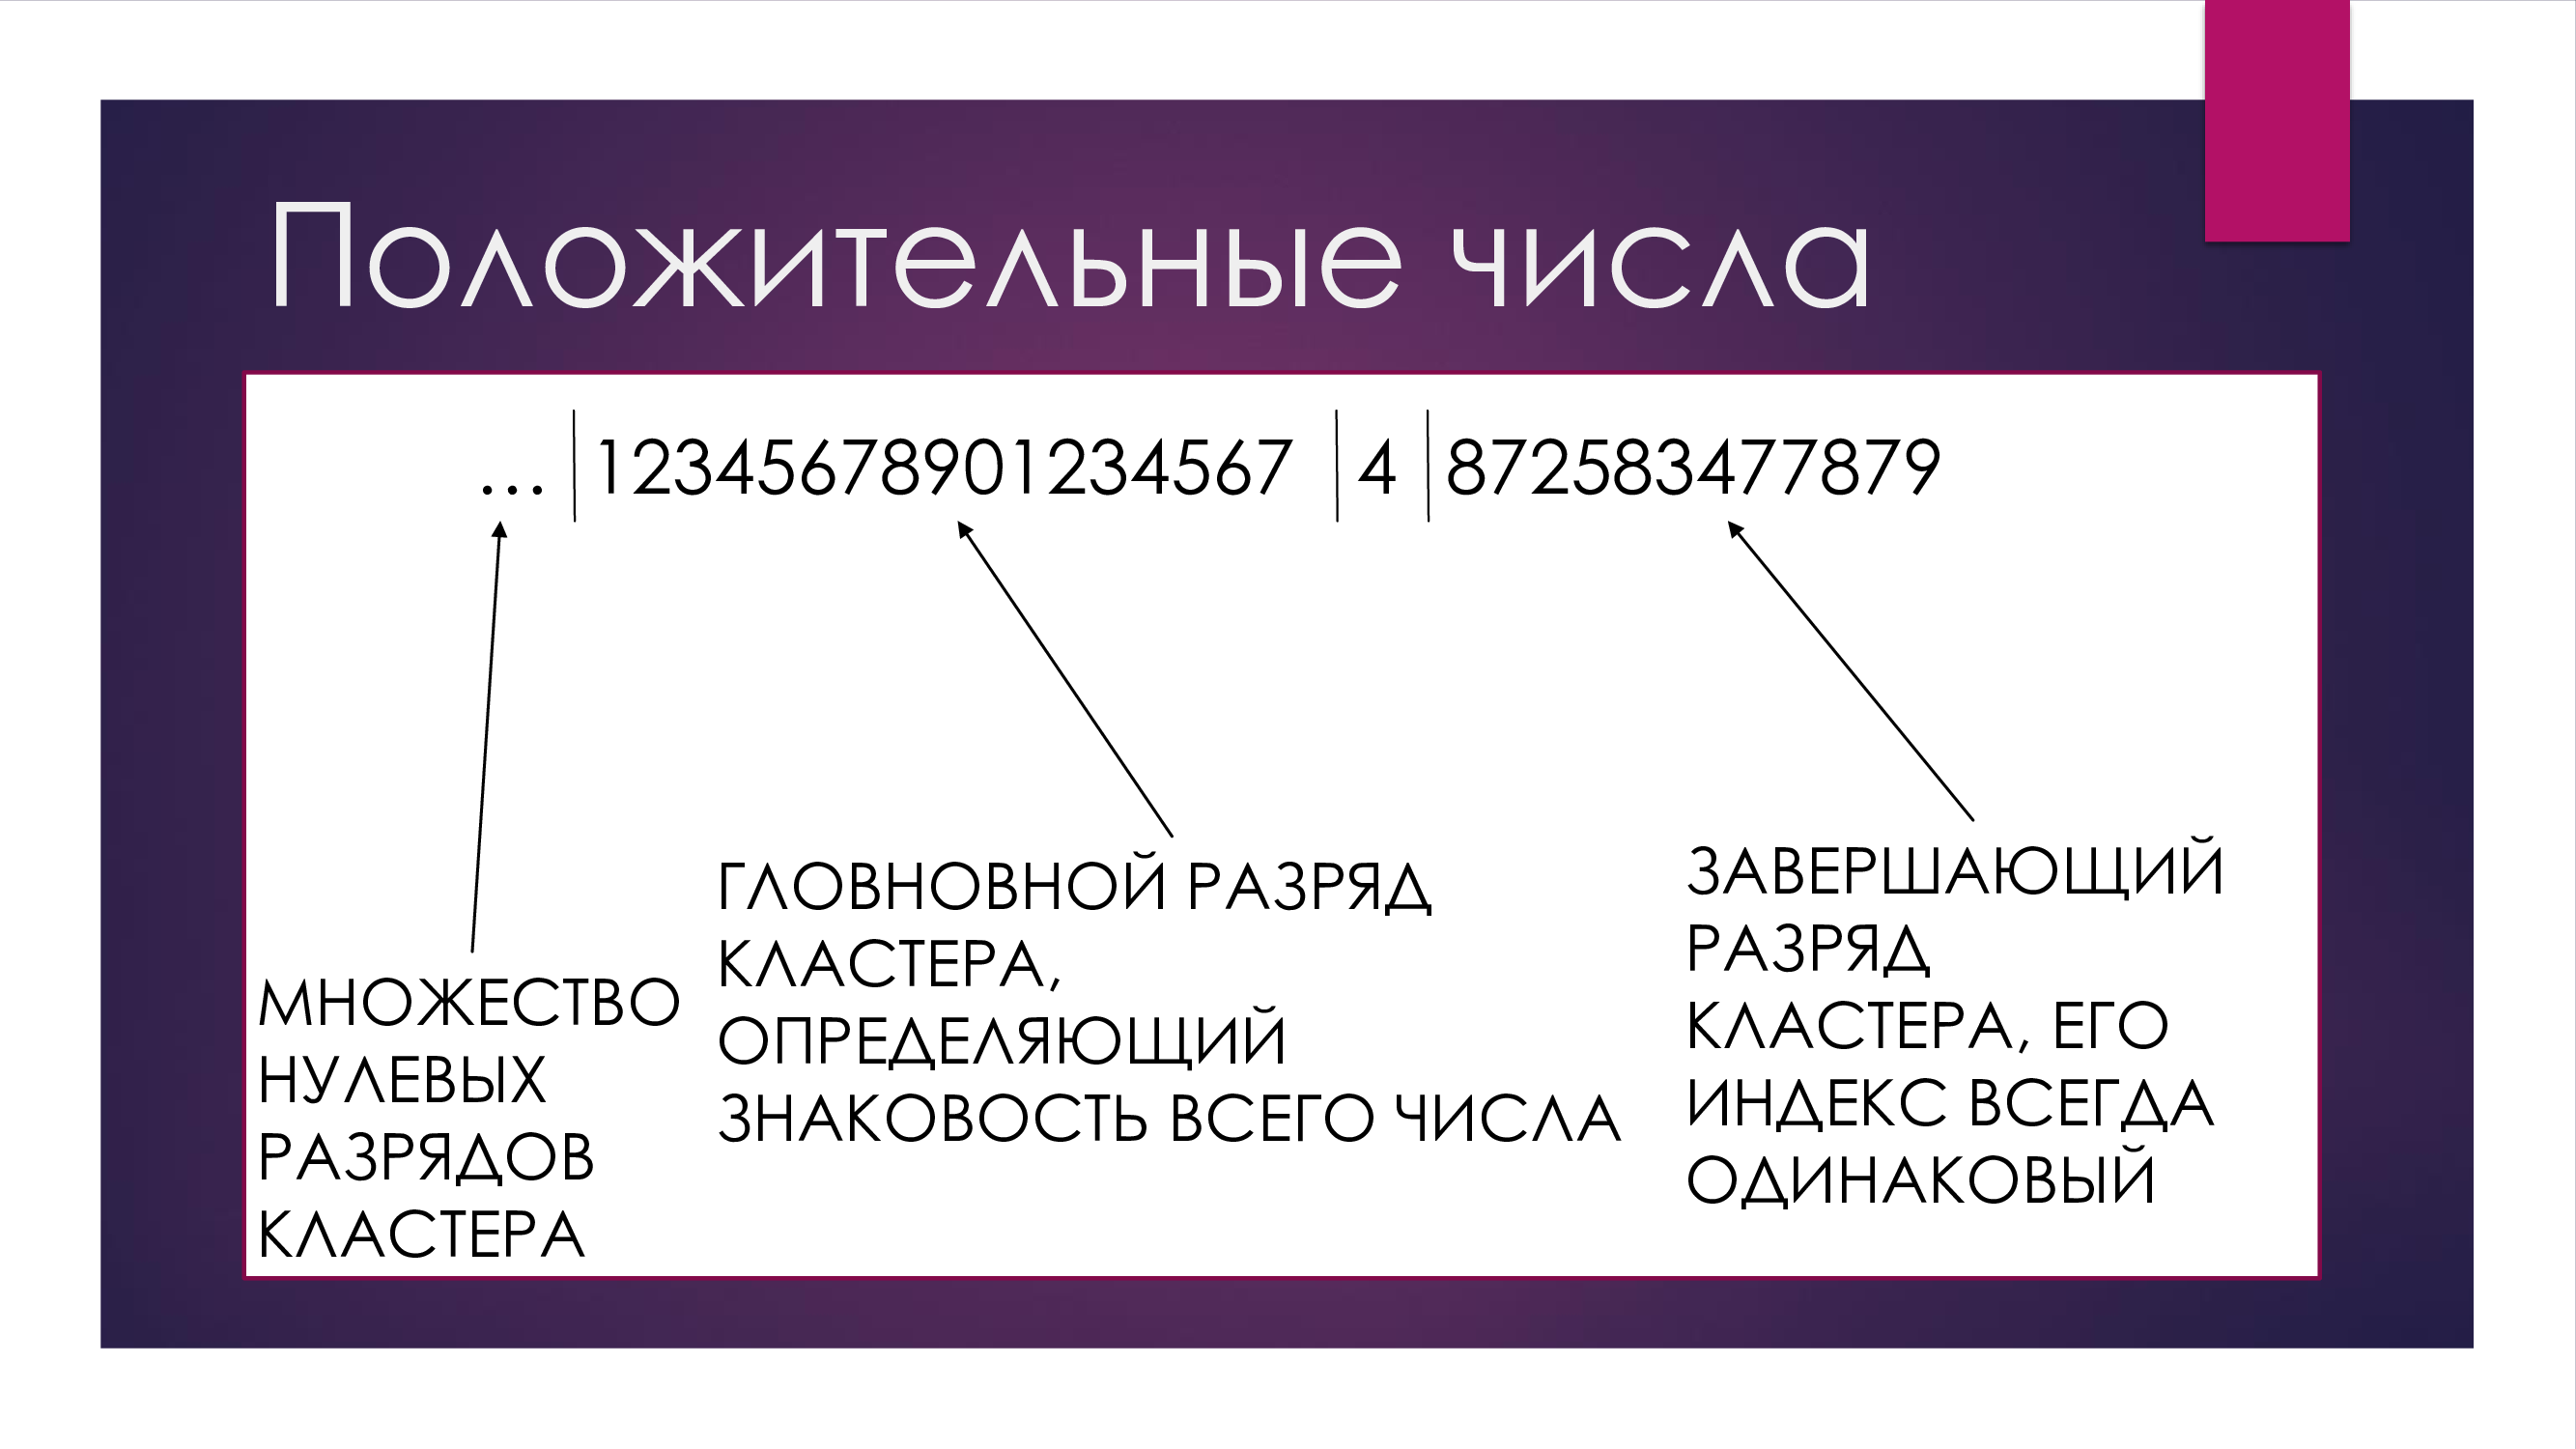 Положительные числа
... 12345678901234567 4 872583477879
МНОЖЕСТВО
НУЛЕВЫХ
РАЗРЯДОВ
КЛАСТЕРА
ГЛОВНОВНОЙ РАЗРЯД
КЛАСТЕРА,
ОПРЕДЕЛЯЮЩИЙ
ЗНАКОВОСТЬ ВСЕГО ЧИСЛА
ЗАВЕРШАЮЩИЙ
РАЗРЯД
КЛАСТЕРА, ЕГО
ИНДЕКС ВСЕГДА
ОДИНАКОВЫЙ